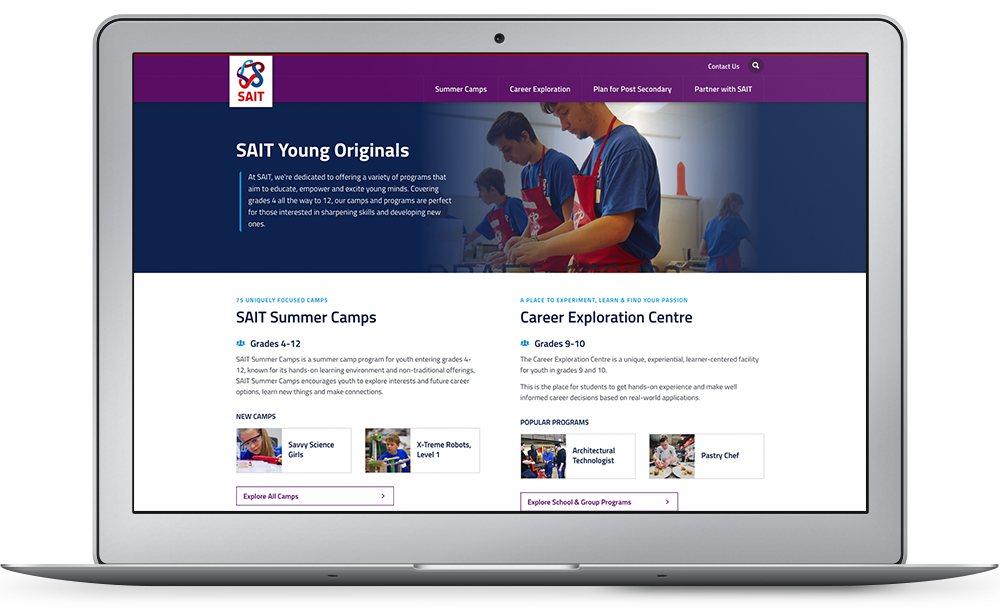 Contact Us
SAIT
Summer Camps
Career Exploration
Plan for Post Secondary
Partner with SAIT
SAIT Young Originals
At SAIT, we're dedicated to offering a variety of programs that
aim to educate, empower and excite young minds. Covering
grades 4 all the way to 12, our camps and programs are perfect
for those interested in sharpening skills and developing new
ones.
75 UNIQUELY FOCUSED CAMPS
SAIT Summer Camps
Grades 4-12
SAIT Summer Camps is a summer camp program for youth entering grades 4-
12, known for its hands-on learning environment and non-traditional offerings,
SAIT Summer Camps encourages youth to explore interests and future career
options, learn new things and make connections.
NEW CAMPS
Savvy Science
Girls
X-Treme Robots,
Level 1
Explore All Camps
A PLACE TO EXPERIMENT, LEARN & FIND YOUR PASSION
Career Exploration Centre
Grades 9-10
The Career Exploration Centre is a unique, experiential, learner-centered facility
for youth in grades 9 and 10.
This is the place for students to get hands-on experience and make well
informed career decisions based on real-world applications.
POPULAR PROGRAMS
Architectural
Technologist
Pastry Chef
Explore School & Group Programs